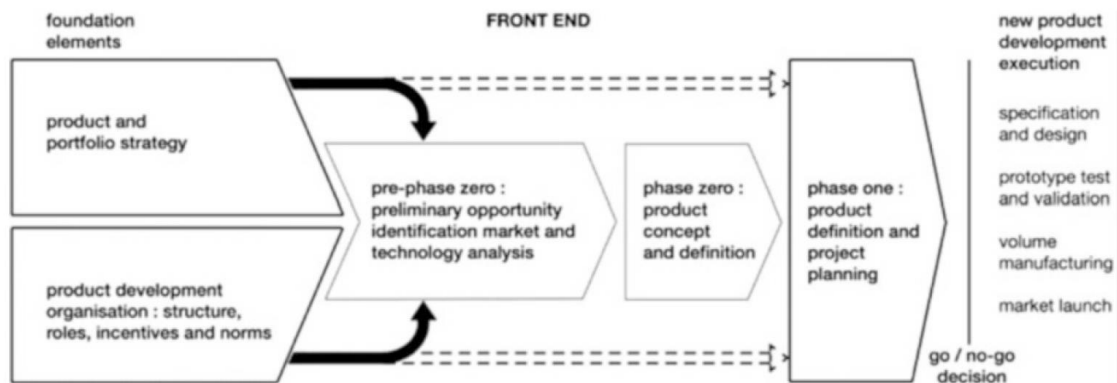 foundation
elements
FRONT END
new product
development
execution
product and
portfolio strategy
product development
organisation : structure,
roles, incentives and norms
pre-phase zero :
preliminary opportunity
identification market and
technology analysis
phase zero :
product
concept
and definition
phase one :
product
definition and
project
planning
specification
and design
prototype test
and validation
volume
manufacturing
market launch
go / no-go
decision